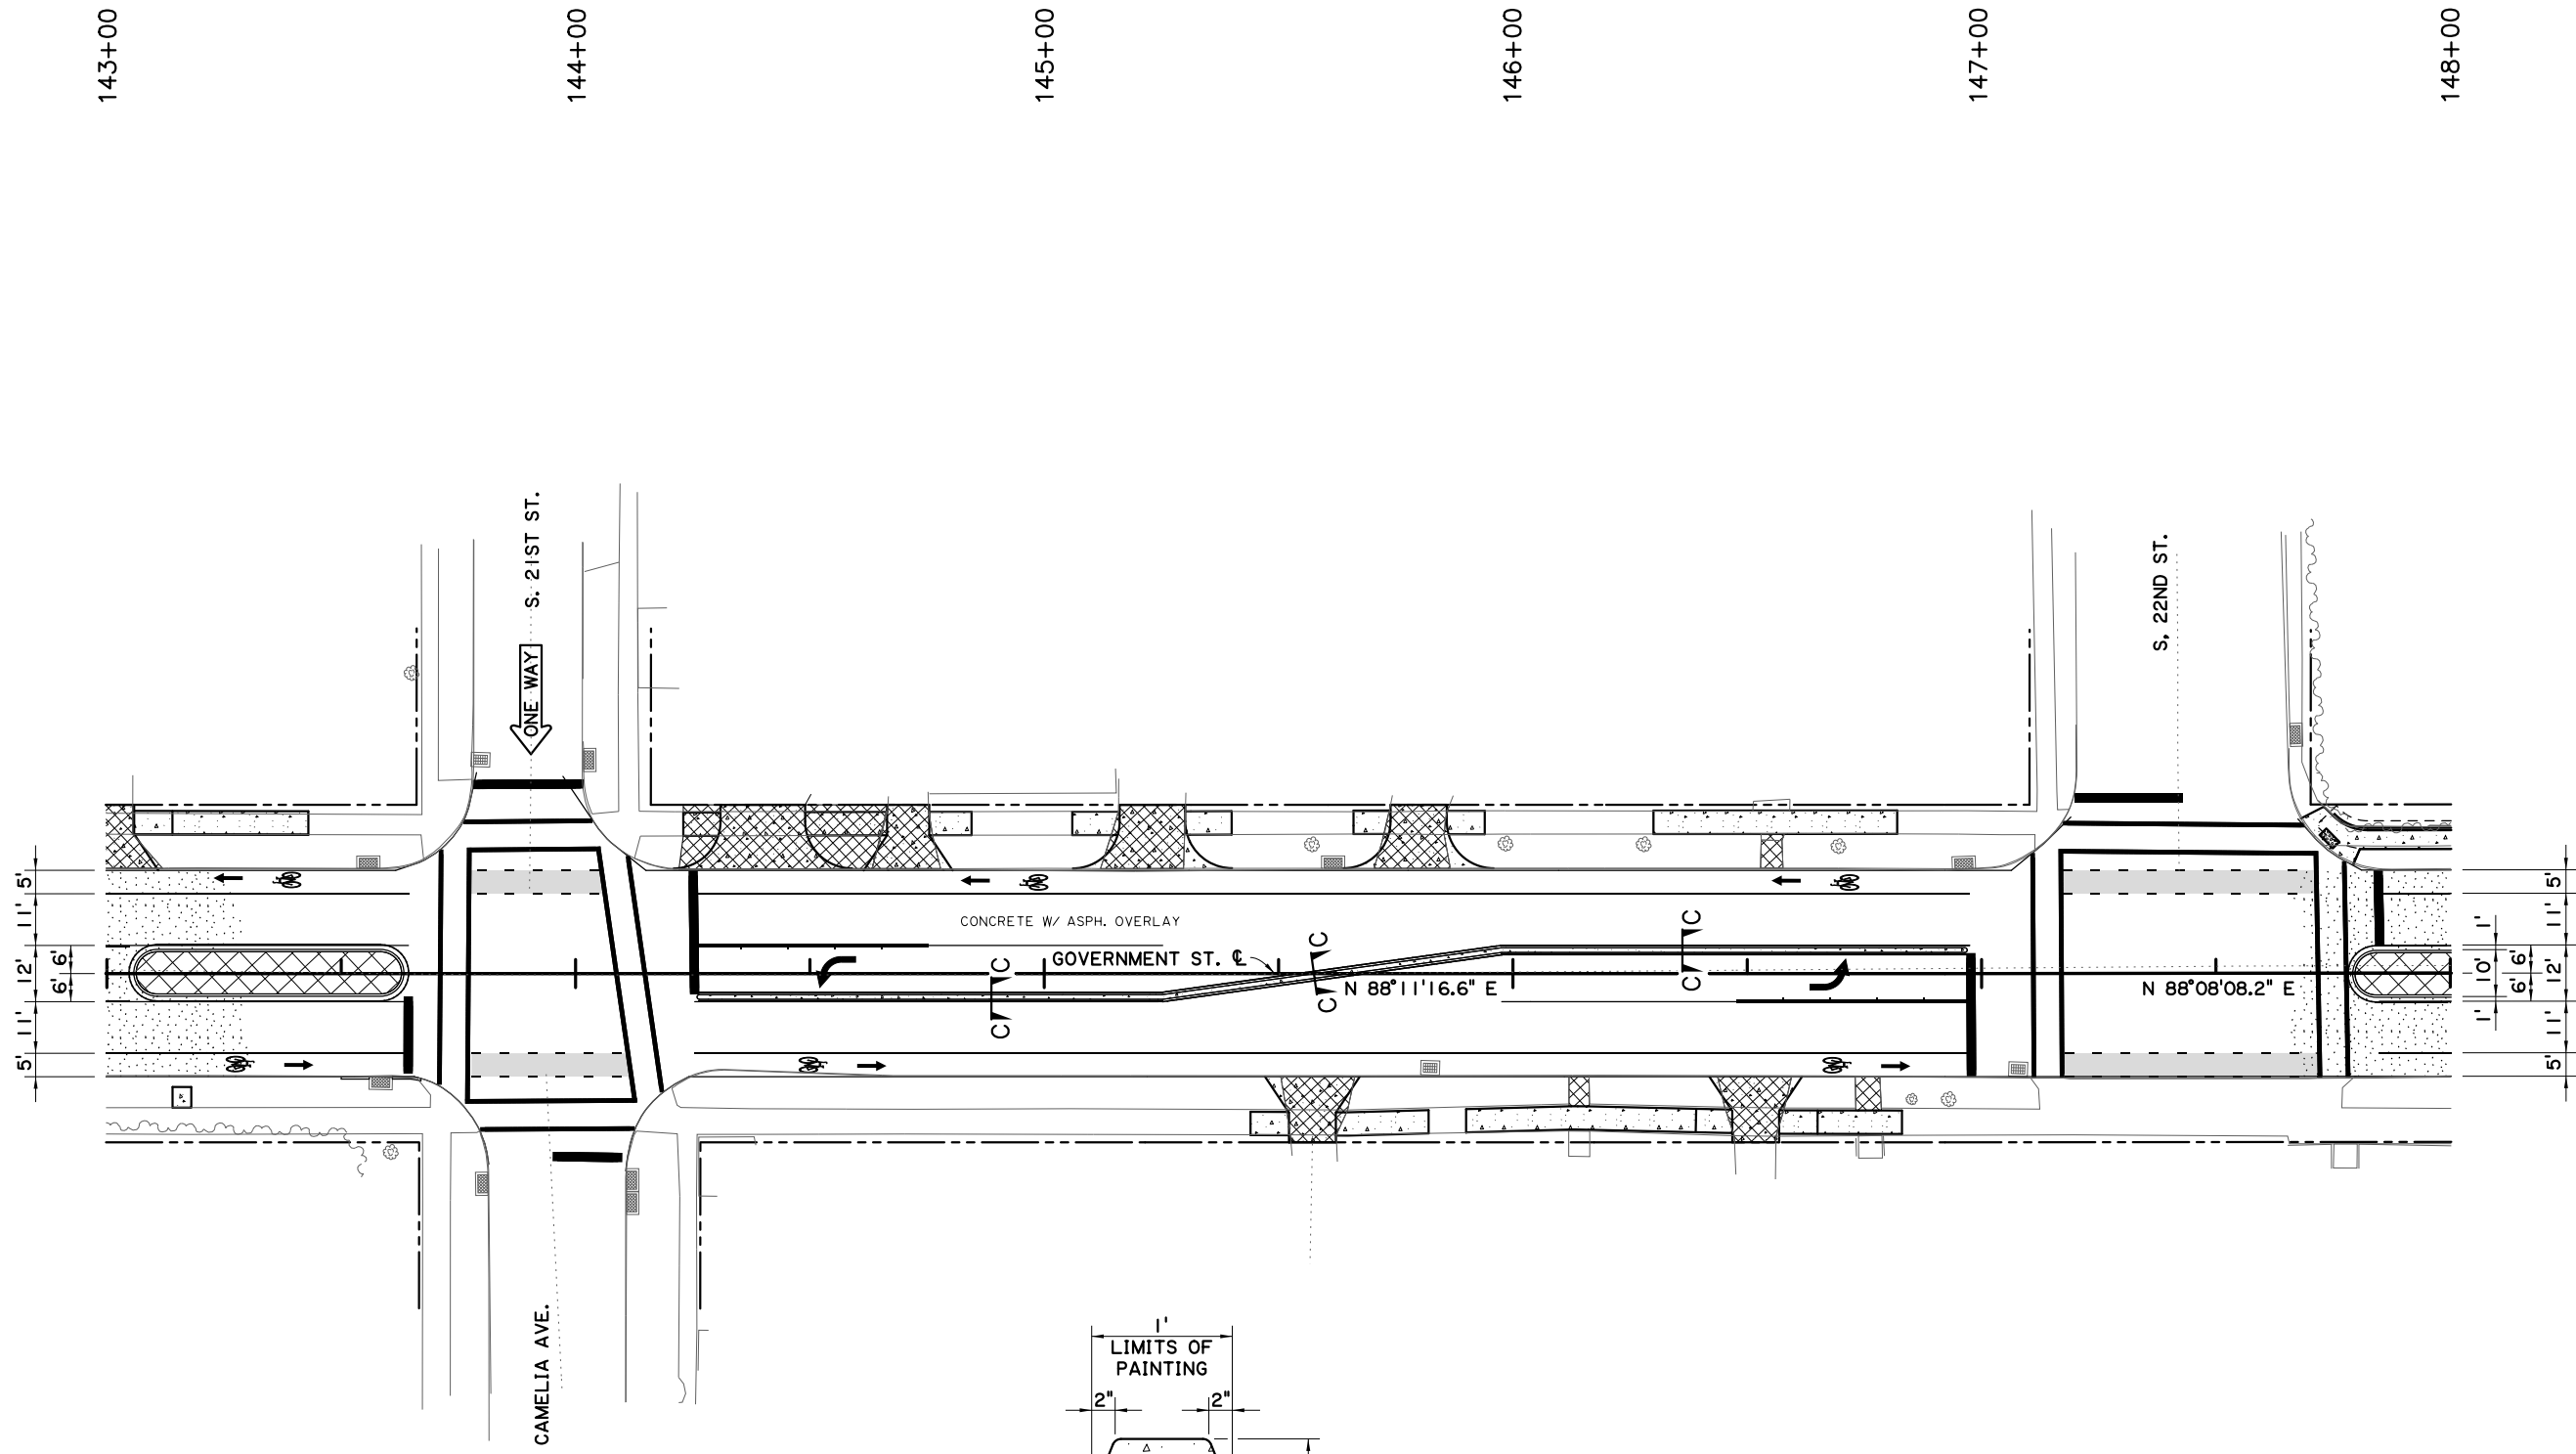 143+00
144+00
145+00
146+00
147+00
148+00
S. 21ST ST.
ONE WAY
S. 22ND ST.
5'
11'
12'
6'
6'
11'
5'
CONCRETE W/ ASPH. OVERLAY
GOVERNMENT ST. ℄
C
C
C
C
C
C
N 88°11'16.6" E
N 88°08'08.2" E
5'
11'
1'
6'
10'
12'
6'
1'
11'
5'
CAMELIA AVE.
1'
LIMITS OF
PAINTING
2"
2"